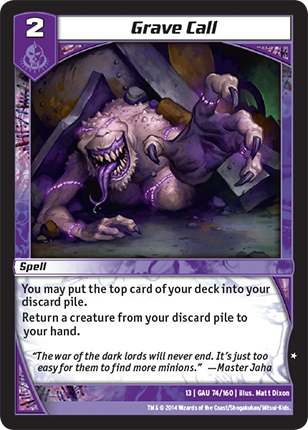 2
Grave Call
Spell
You may put the top card of your deck into your
discard pile.
Return a creature from your discard pile to
your hand.
"The war of the dark lords will never end. It's just too
easy for them to find more minions." —Master Jaha
13 | GAU 74/160 | Illus. Matt Dixon
TM & © 2014 Wizards of the Coast/Shogakukan/Mitsui-Kids.